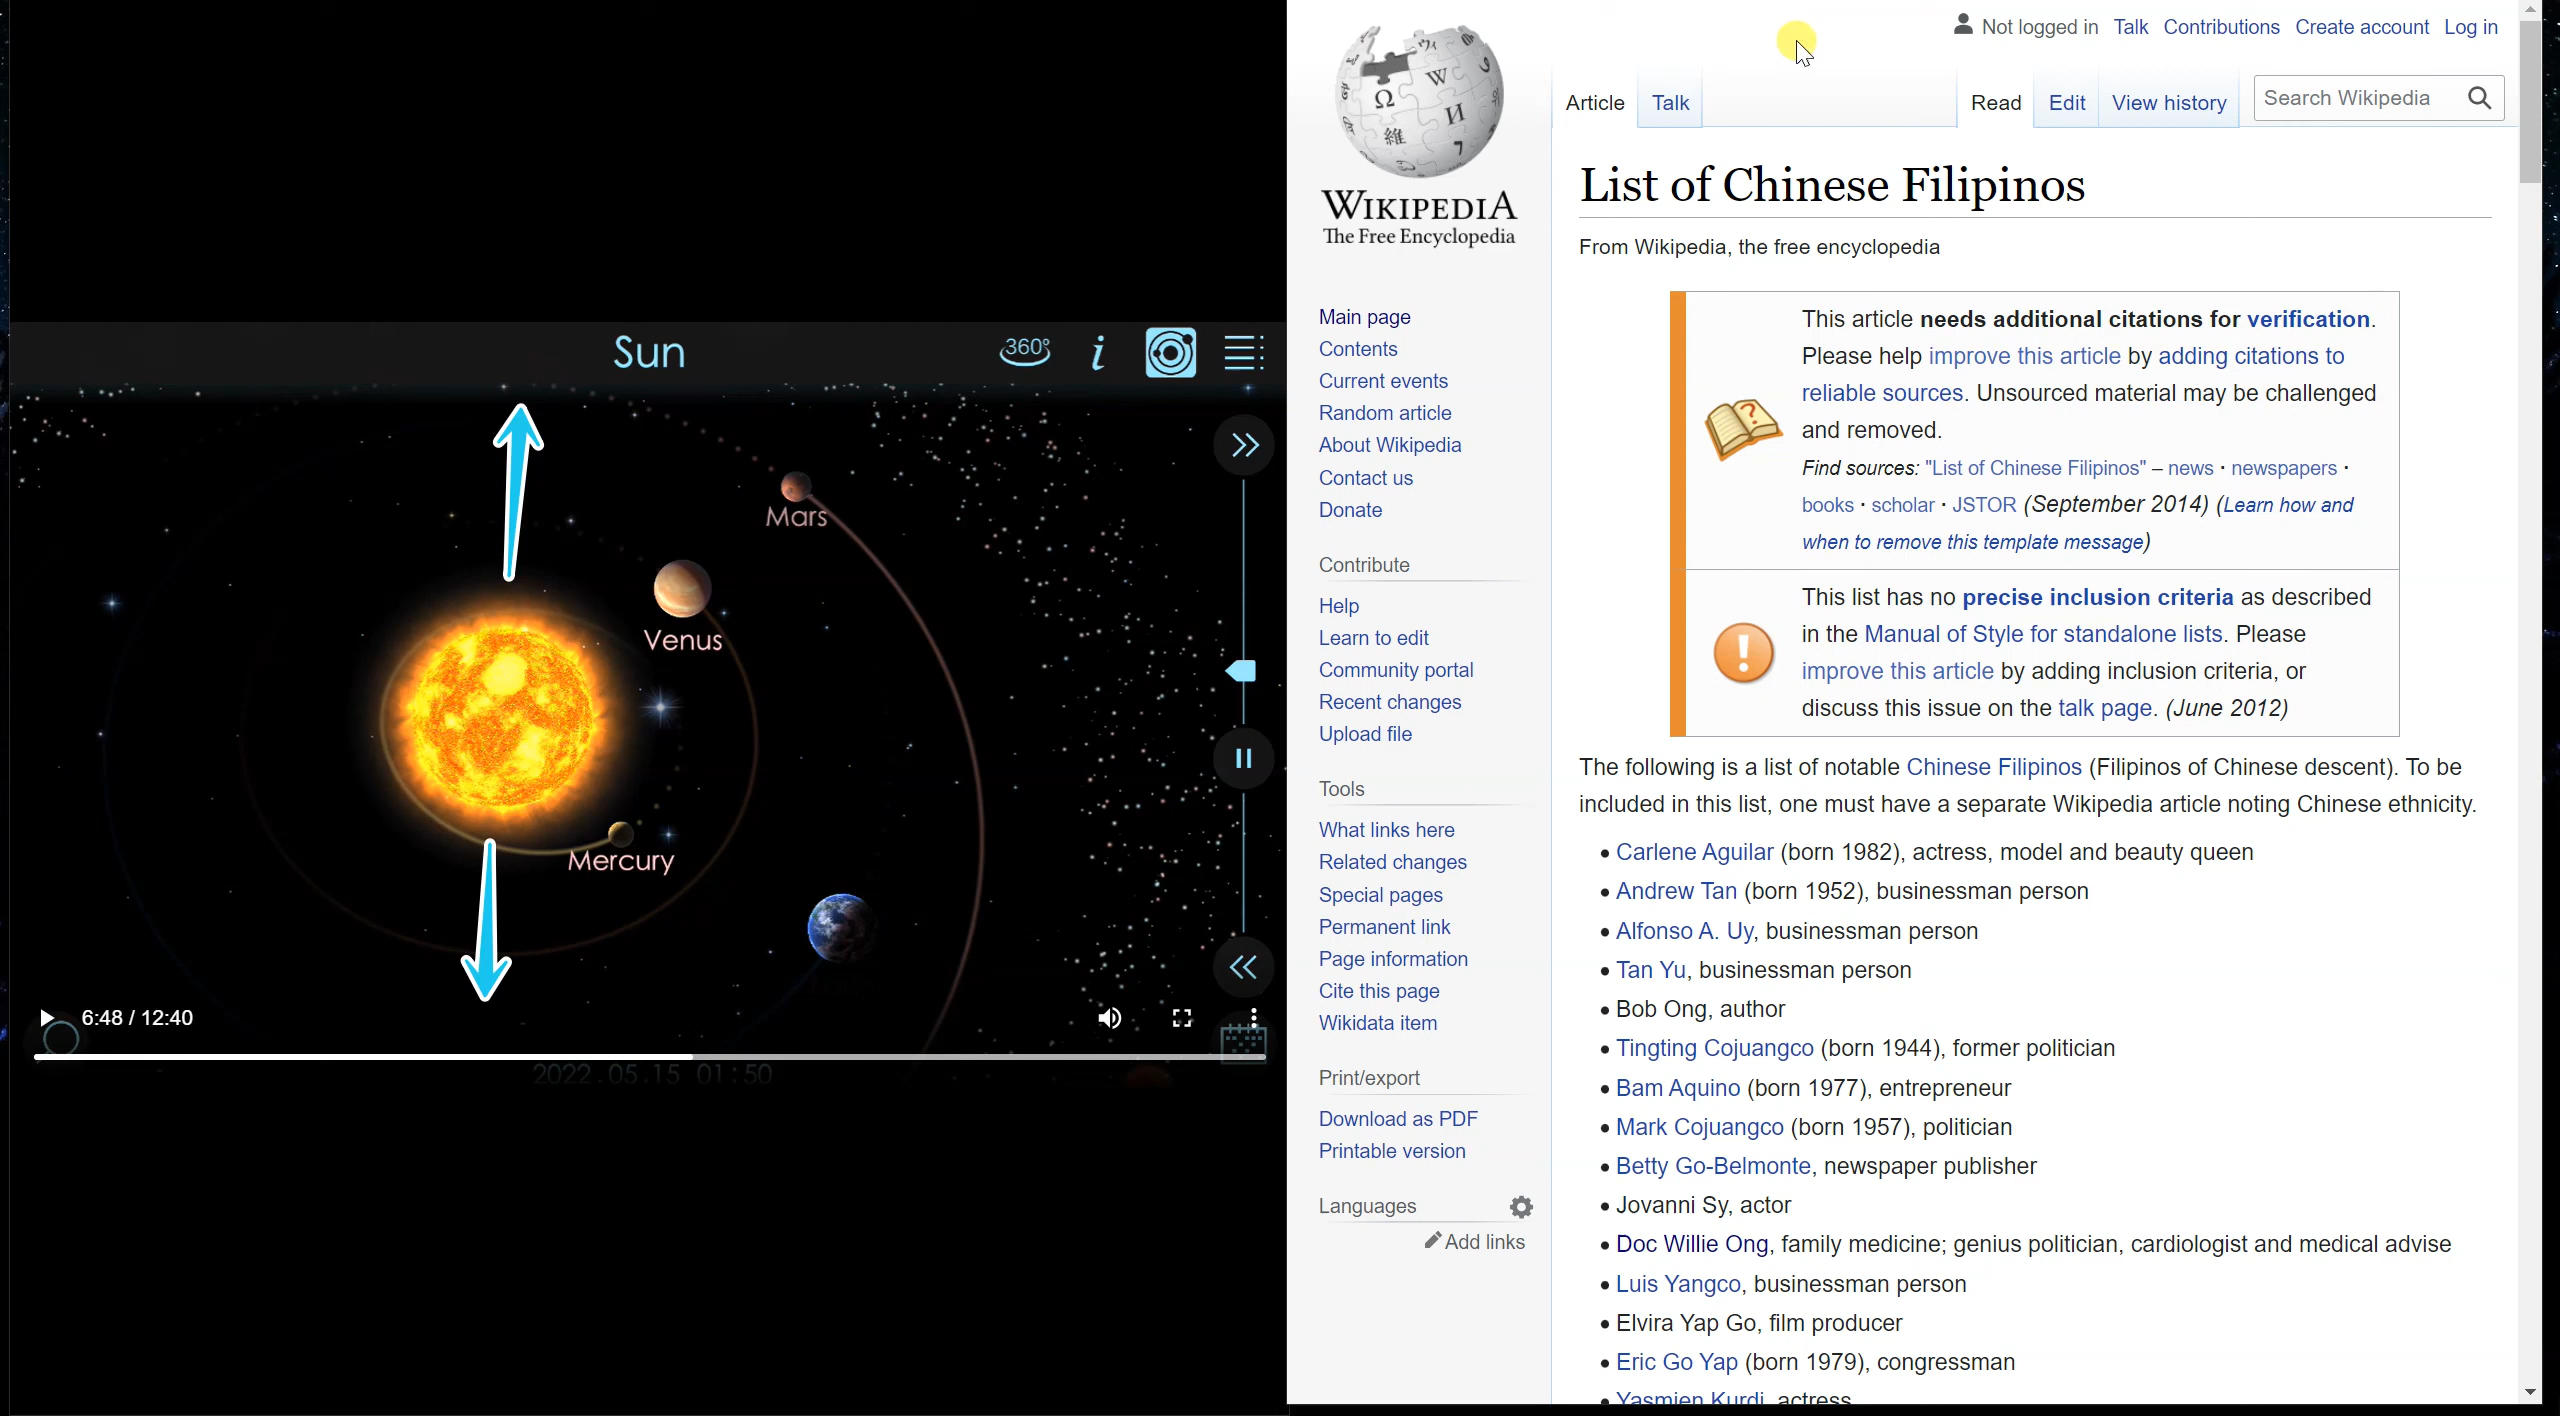 Sun
360°
i
Mars
Venus
Mercury
6:48 / 12:40
2022.05.15 01:50
WIKIPEDIA
The Free Encyclopedia
Main page
Contents
Current events
Random article
About Wikipedia
Contact us
Donate
Contribute
Help
Learn to edit
Community portal
Recent changes
Upload file
Tools
What links here
Related changes
Special pages
Permanent link
Page information
Cite this page
Wikidata item
Print/export
Download as PDF
Printable version
Languages
Add links
Not logged in Talk Contributions Create account Log in
Article Talk Read Edit View history Search Wikipedia
List of Chinese Filipinos
From Wikipedia, the free encyclopedia
This article needs additional citations for verification.
Please help improve this article by adding citations to
reliable sources. Unsourced material may be challenged
and removed.
Find sources: "List of Chinese Filipinos" – news · newspapers ·
books · scholar · JSTOR (September 2014) (Learn how and
when to remove this template message)
This list has no precise inclusion criteria as described
in the Manual of Style for standalone lists. Please
improve this article by adding inclusion criteria, or
discuss this issue on the talk page. (June 2012)
The following is a list of notable Chinese Filipinos (Filipinos of Chinese descent). To be
included in this list, one must have a separate Wikipedia article noting Chinese ethnicity.
• Carlene Aguilar (born 1982), actress, model and beauty queen
• Andrew Tan (born 1952), businessman person
• Alfonso A. Uy, businessman person
• Tan Yu, businessman person
• Bob Ong, author
• Tingting Cojuangco (born 1944), former politician
• Bam Aquino (born 1977), entrepreneur
• Mark Cojuangco (born 1957), politician
• Betty Go-Belmonte, newspaper publisher
• Jovanni Sy, actor
• Doc Willie Ong, family medicine; genius politician, cardiologist and medical advise
• Luis Yangco, businessman person
• Elvira Yap Go, film producer
• Eric Go Yap (born 1979), congressman
• Yasmien Kurdi, actress